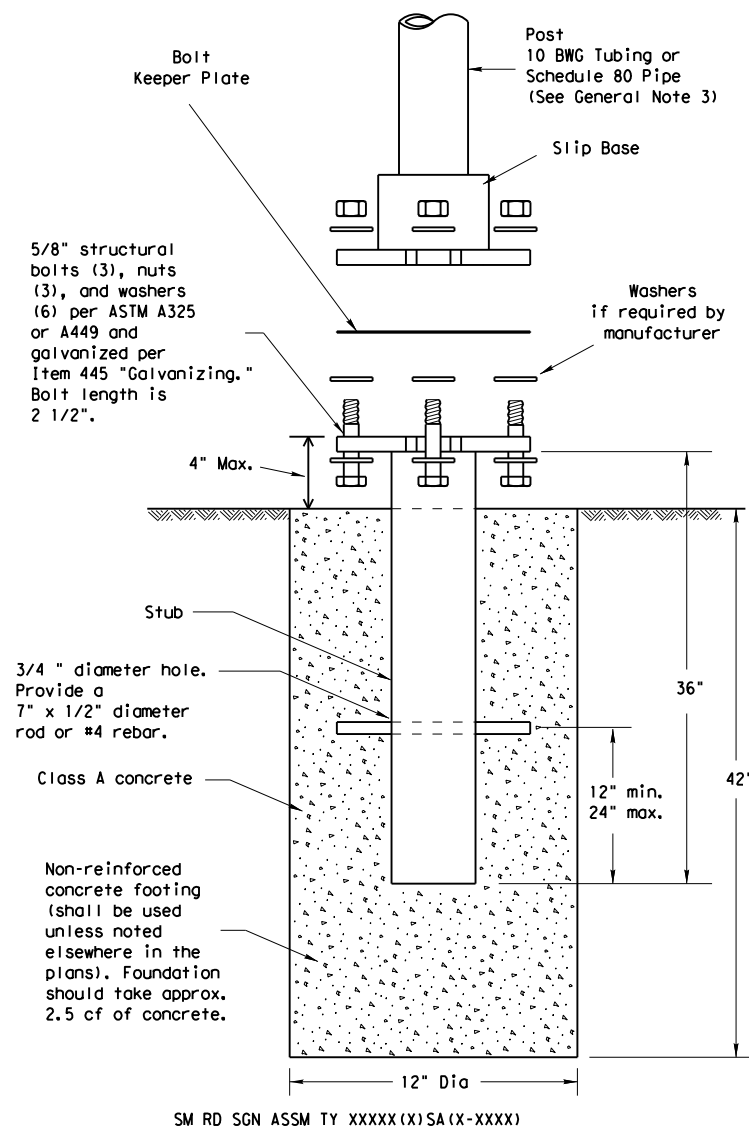 Bolt
Keeper Plate
Post
10 BWG Tubing or
Schedule 80 Pipe
(See General Note 3)
Slip Base
5/8" structural
bolts (3), nuts
(3), and washers
(6) per ASTM A325
or A449 and
galvanized per
Item 445 "Galvanizing."
Bolt length is
2 1/2".
Washers
if required by
manufacturer
4" Max.
Stub
3/4 " diameter hole.
Provide a
7" x 1/2" diameter
rod or #4 rebar.
36"
Class A concrete
12" min.
24" max.
42"
Non-reinforced
concrete footing
(shall be used
unless noted
elsewhere in the
plans). Foundation
should take approx.
2.5 cf of concrete.
12" Dia
SM RD SGN ASSM TY XXXXX(X)SA(X-XXXX)